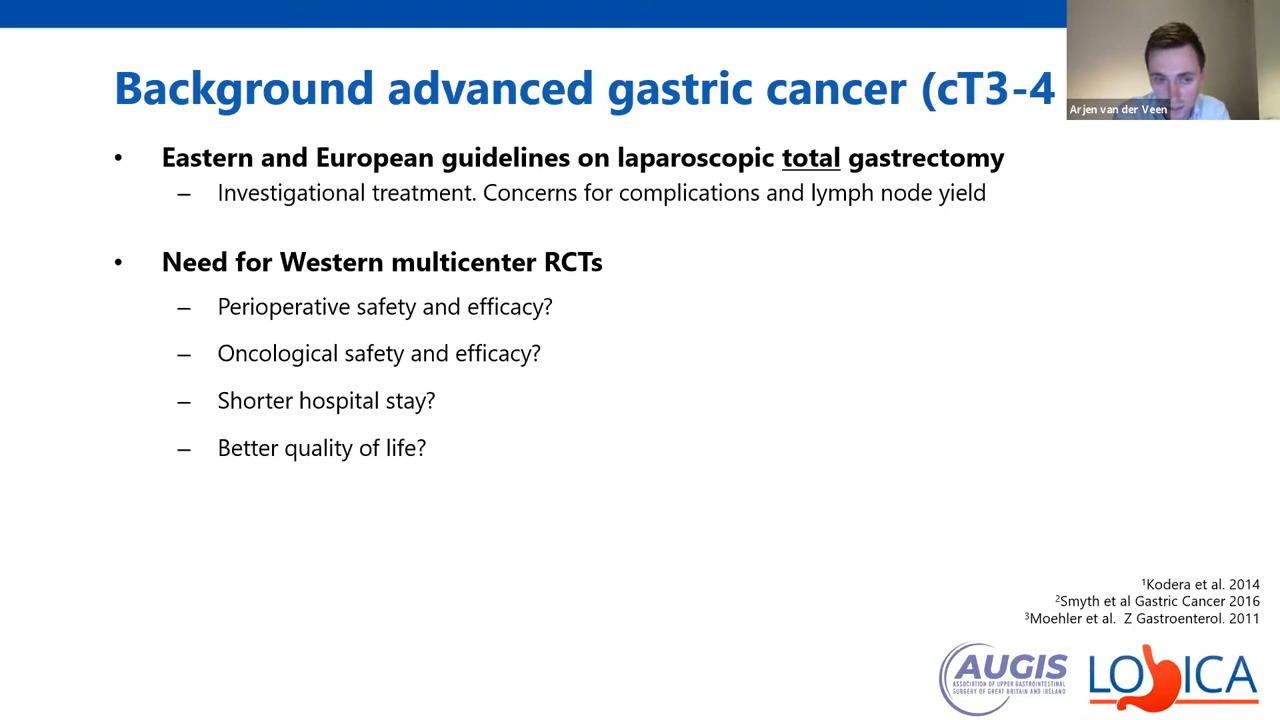 Background advanced gastric cancer (cT3-4
Arjen van der Veen
• Eastern and European guidelines on laparoscopic total gastrectomy
– Investigational treatment. Concerns for complications and lymph node yield
• Need for Western multicenter RCTs
– Perioperative safety and efficacy?
– Oncological safety and efficacy?
– Shorter hospital stay?
– Better quality of life?
¹Kodera et al. 2014
²Smyth et al Gastric Cancer 2016
³Moehler et al. Z Gastroenterol. 2011
AUGIS
ASSOCIATION OF UPPER GASTROINTESTINAL
SURGERY OF GREAT BRITAIN AND IRELAND
LOGICA